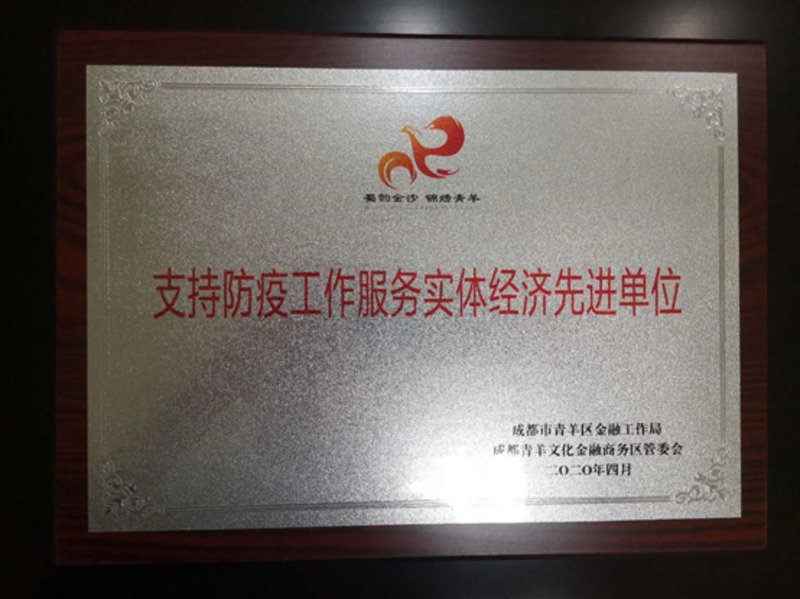 蜀韵金沙 锦绣青羊
支持防疫工作服务实体经济先进单位
成都市青羊区金融工作局
成都青羊文化金融商务区管委会
二〇二〇年四月